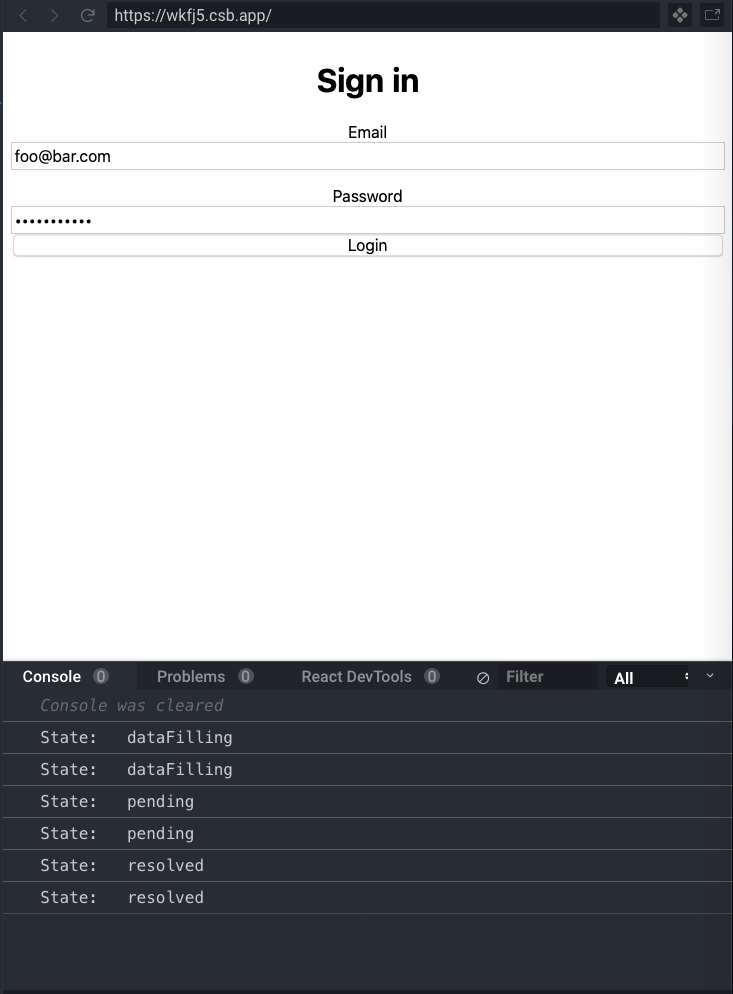 https://wkfj5.csb.app/
Sign in
Email
foo@bar.com
Password
•••••••••••
Login
Console 0 Problems 0 React DevTools 0 Filter All
Console was cleared
State: dataFilling
State: dataFilling
State: pending
State: pending
State: resolved
State: resolved